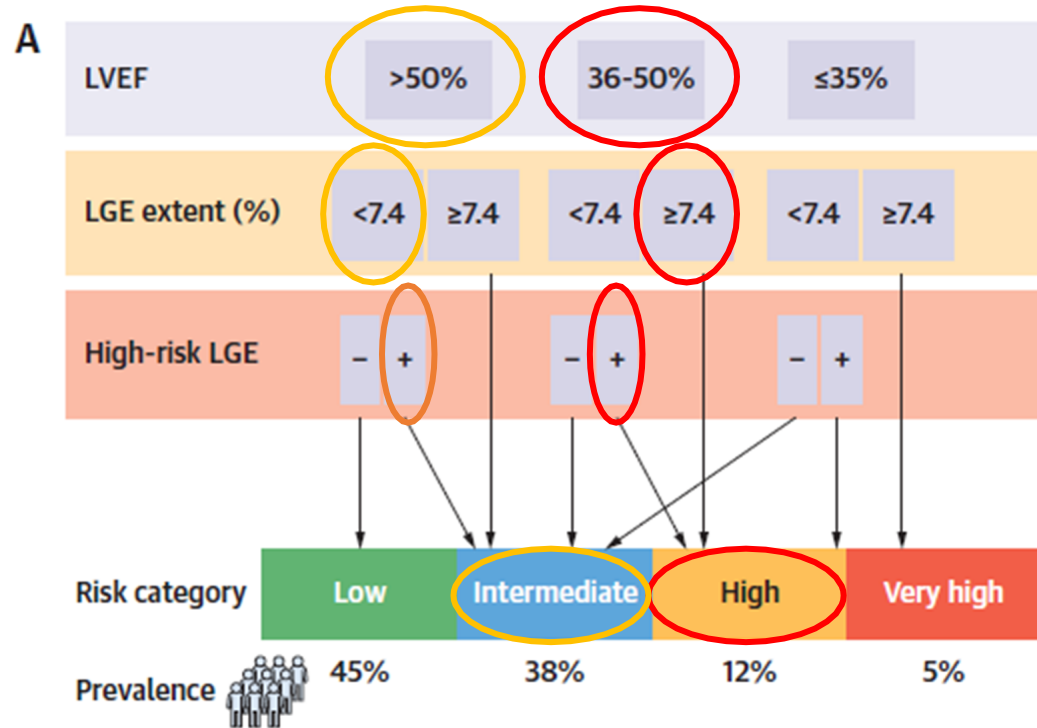 A
LVEF >50% 36-50% ≤35%
LGE extent (%) <7.4 ≥7.4 <7.4 ≥7.4 <7.4 ≥7.4
High-risk LGE – + – + – +
Risk category Low Intermediate High Very high
Prevalence 45% 38% 12% 5%